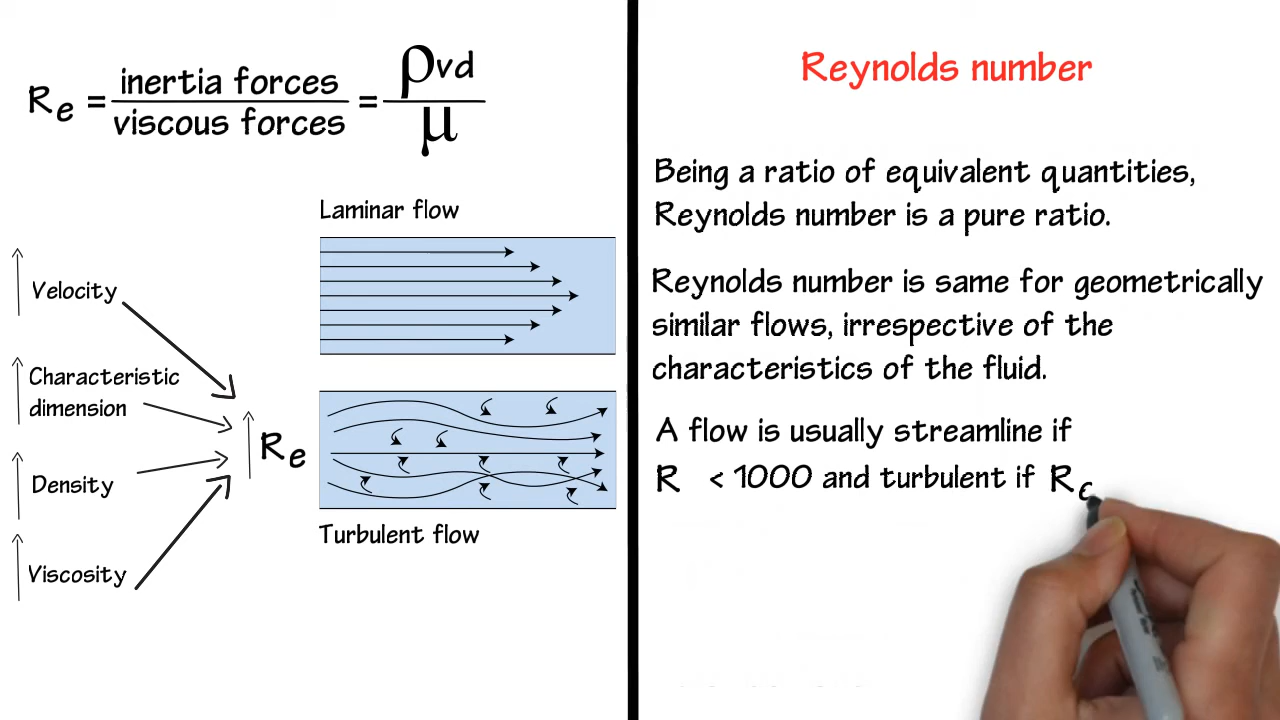 Re = inertia forces / viscous forces = ρvd / μ
Laminar flow
Velocity
Characteristic
dimension
Density
Viscosity
Re
Turbulent flow
Reynolds number
Being a ratio of equivalent quantities,
Reynolds number is a pure ratio.
Reynolds number is same for geometrically
similar flows, irrespective of the
characteristics of the fluid.
A flow is usually streamline if
R < 1000 and turbulent if Re